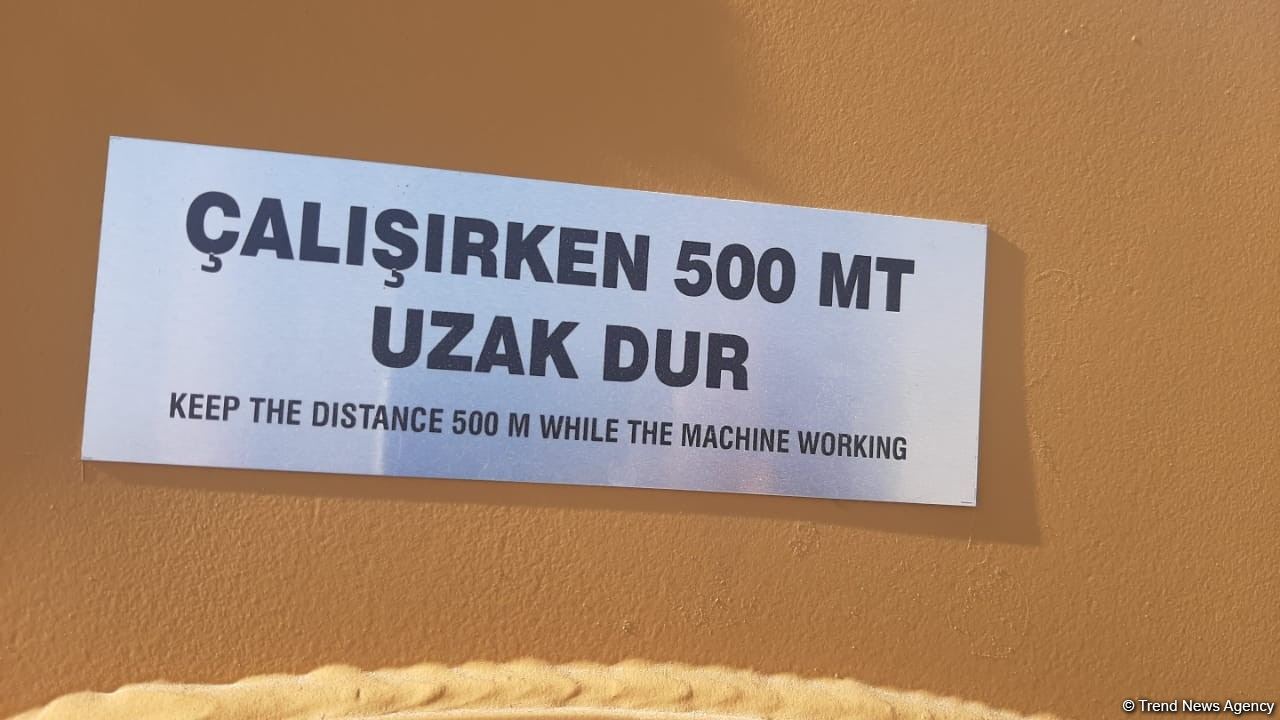 ÇALIŞIRKEN 500 MT
UZAK DUR
KEEP THE DISTANCE 500 M WHILE THE MACHINE WORKING
© Trend News Agency